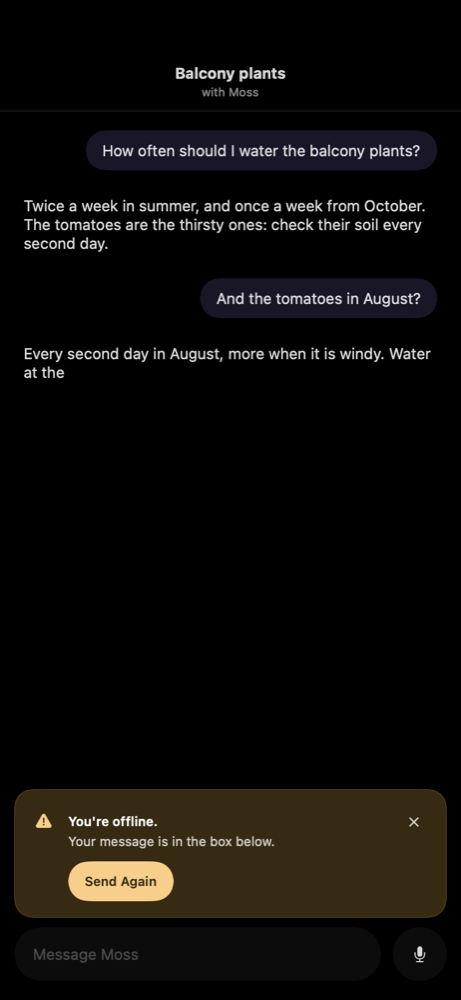 Balcony plants
with Moss
How often should I water the balcony plants?
Twice a week in summer, and once a week from October.
The tomatoes are the thirsty ones: check their soil every
second day.
And the tomatoes in August?
Every second day in August, more when it is windy. Water
at the
You're offline.
Your message is in the box below.
Send Again
Message Moss